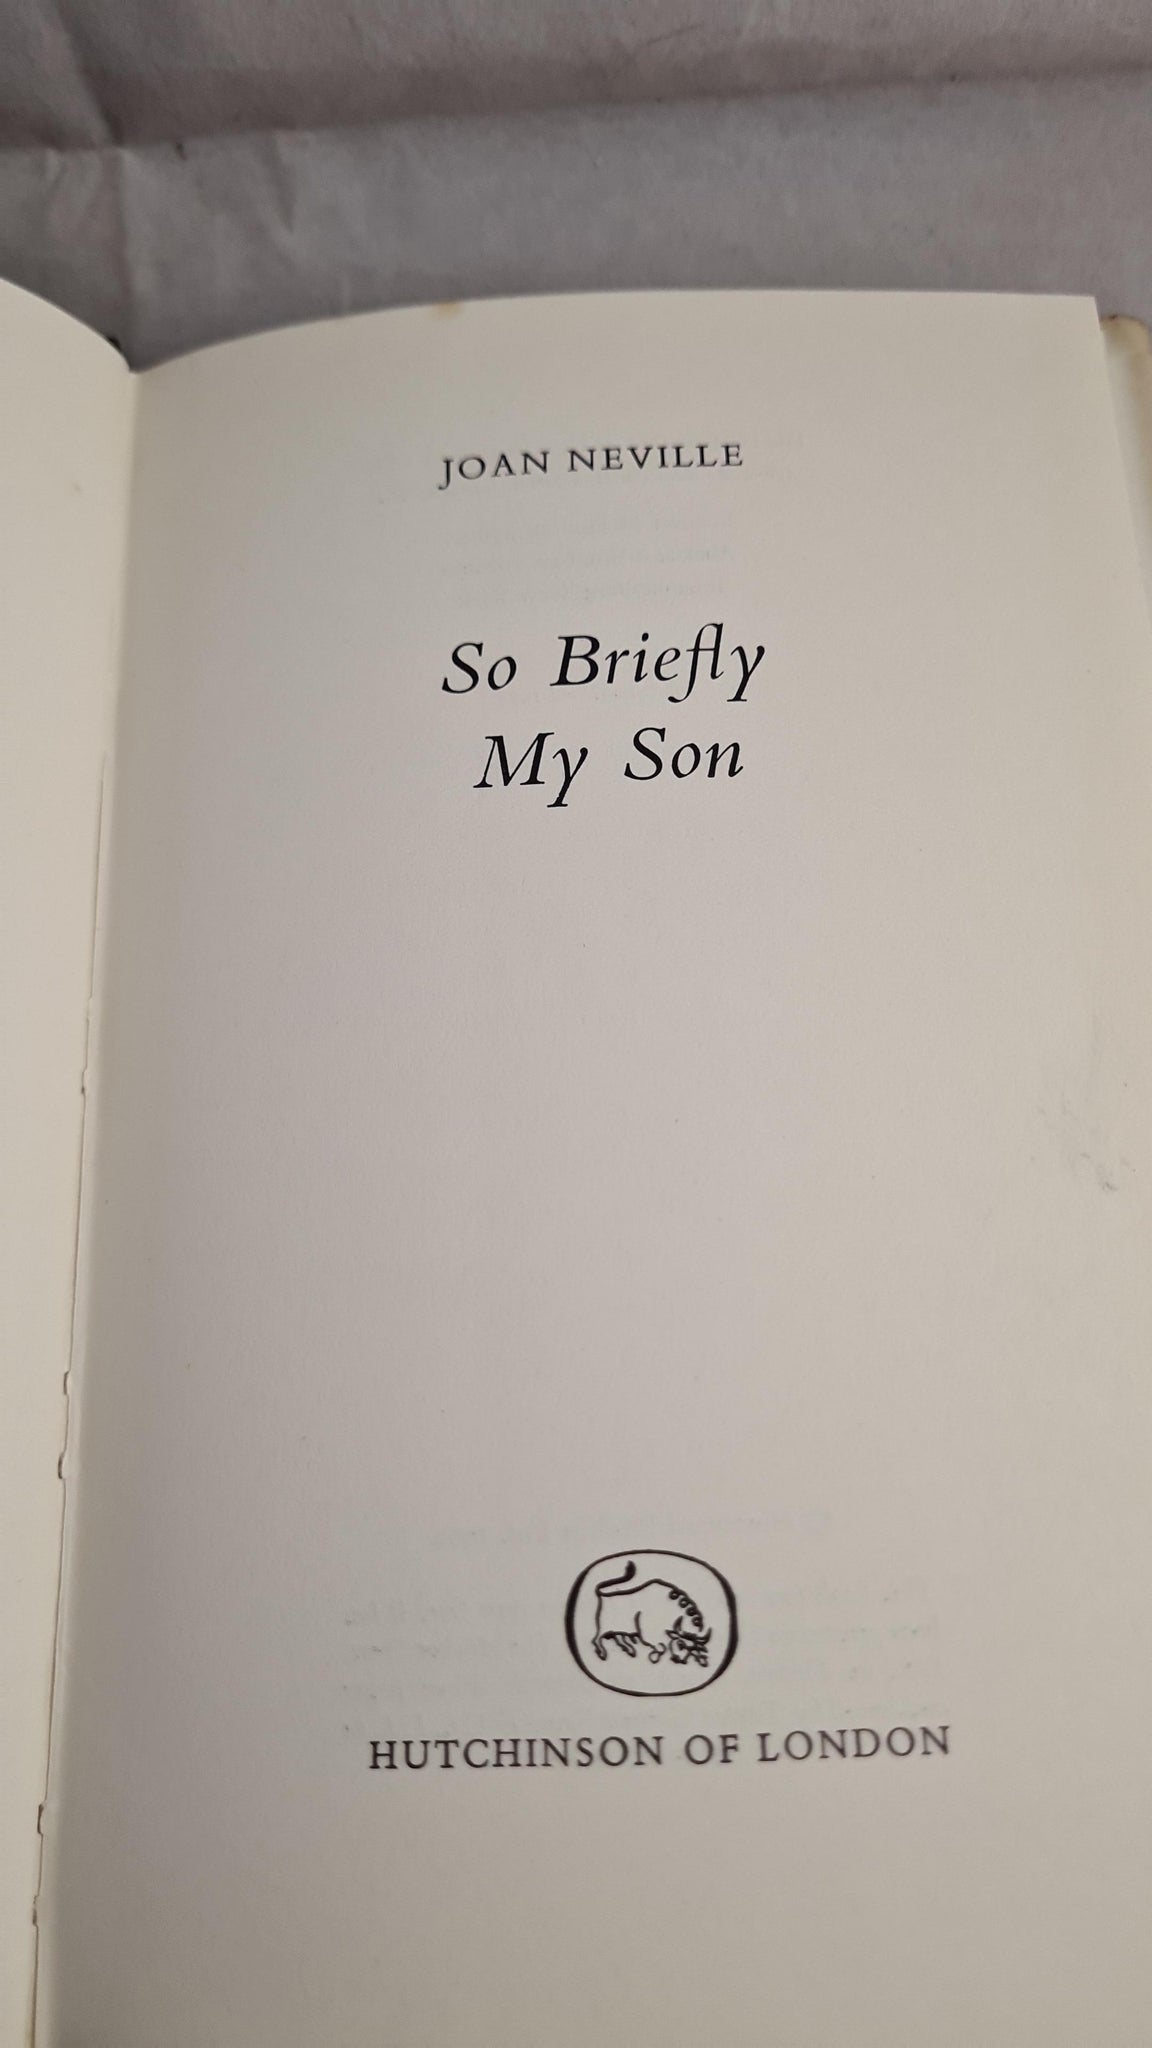 JOAN NEVILLE
So Briefly
My Son
HUTCHINSON OF LONDON